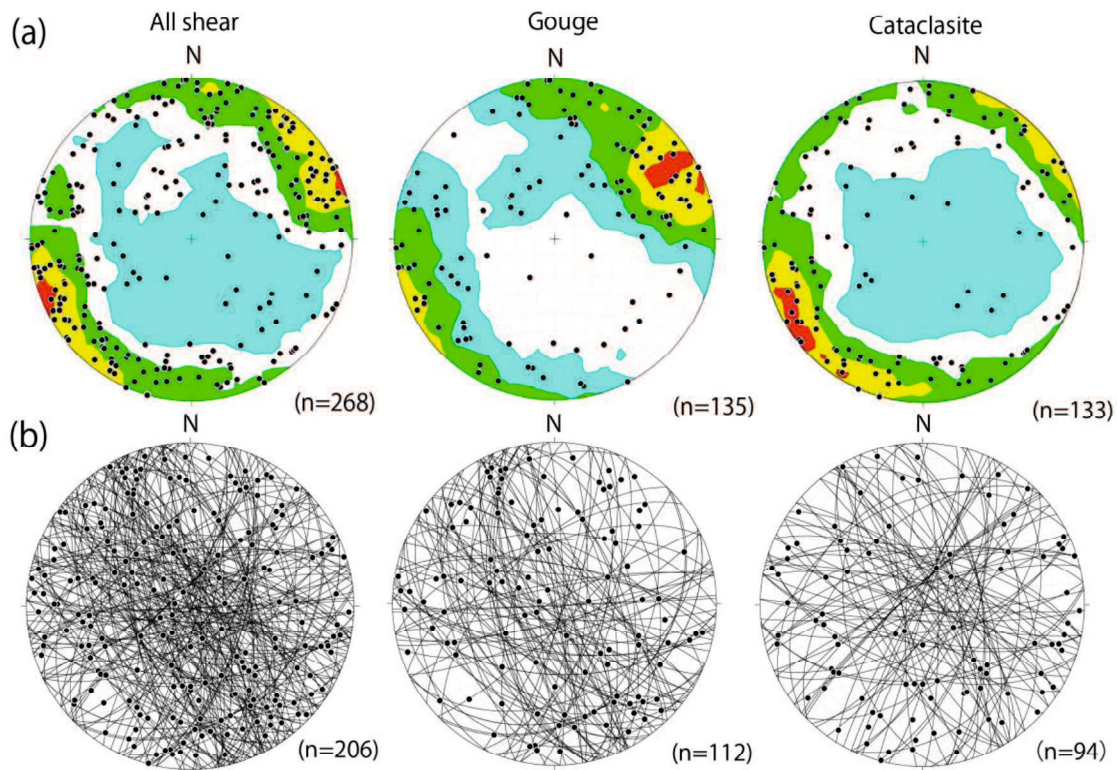 (a)
All shear
Gouge
Cataclasite
N
N
N
(n=268)
(n=135)
(n=133)
(b)
N
N
N
(n=206)
(n=112)
(n=94)